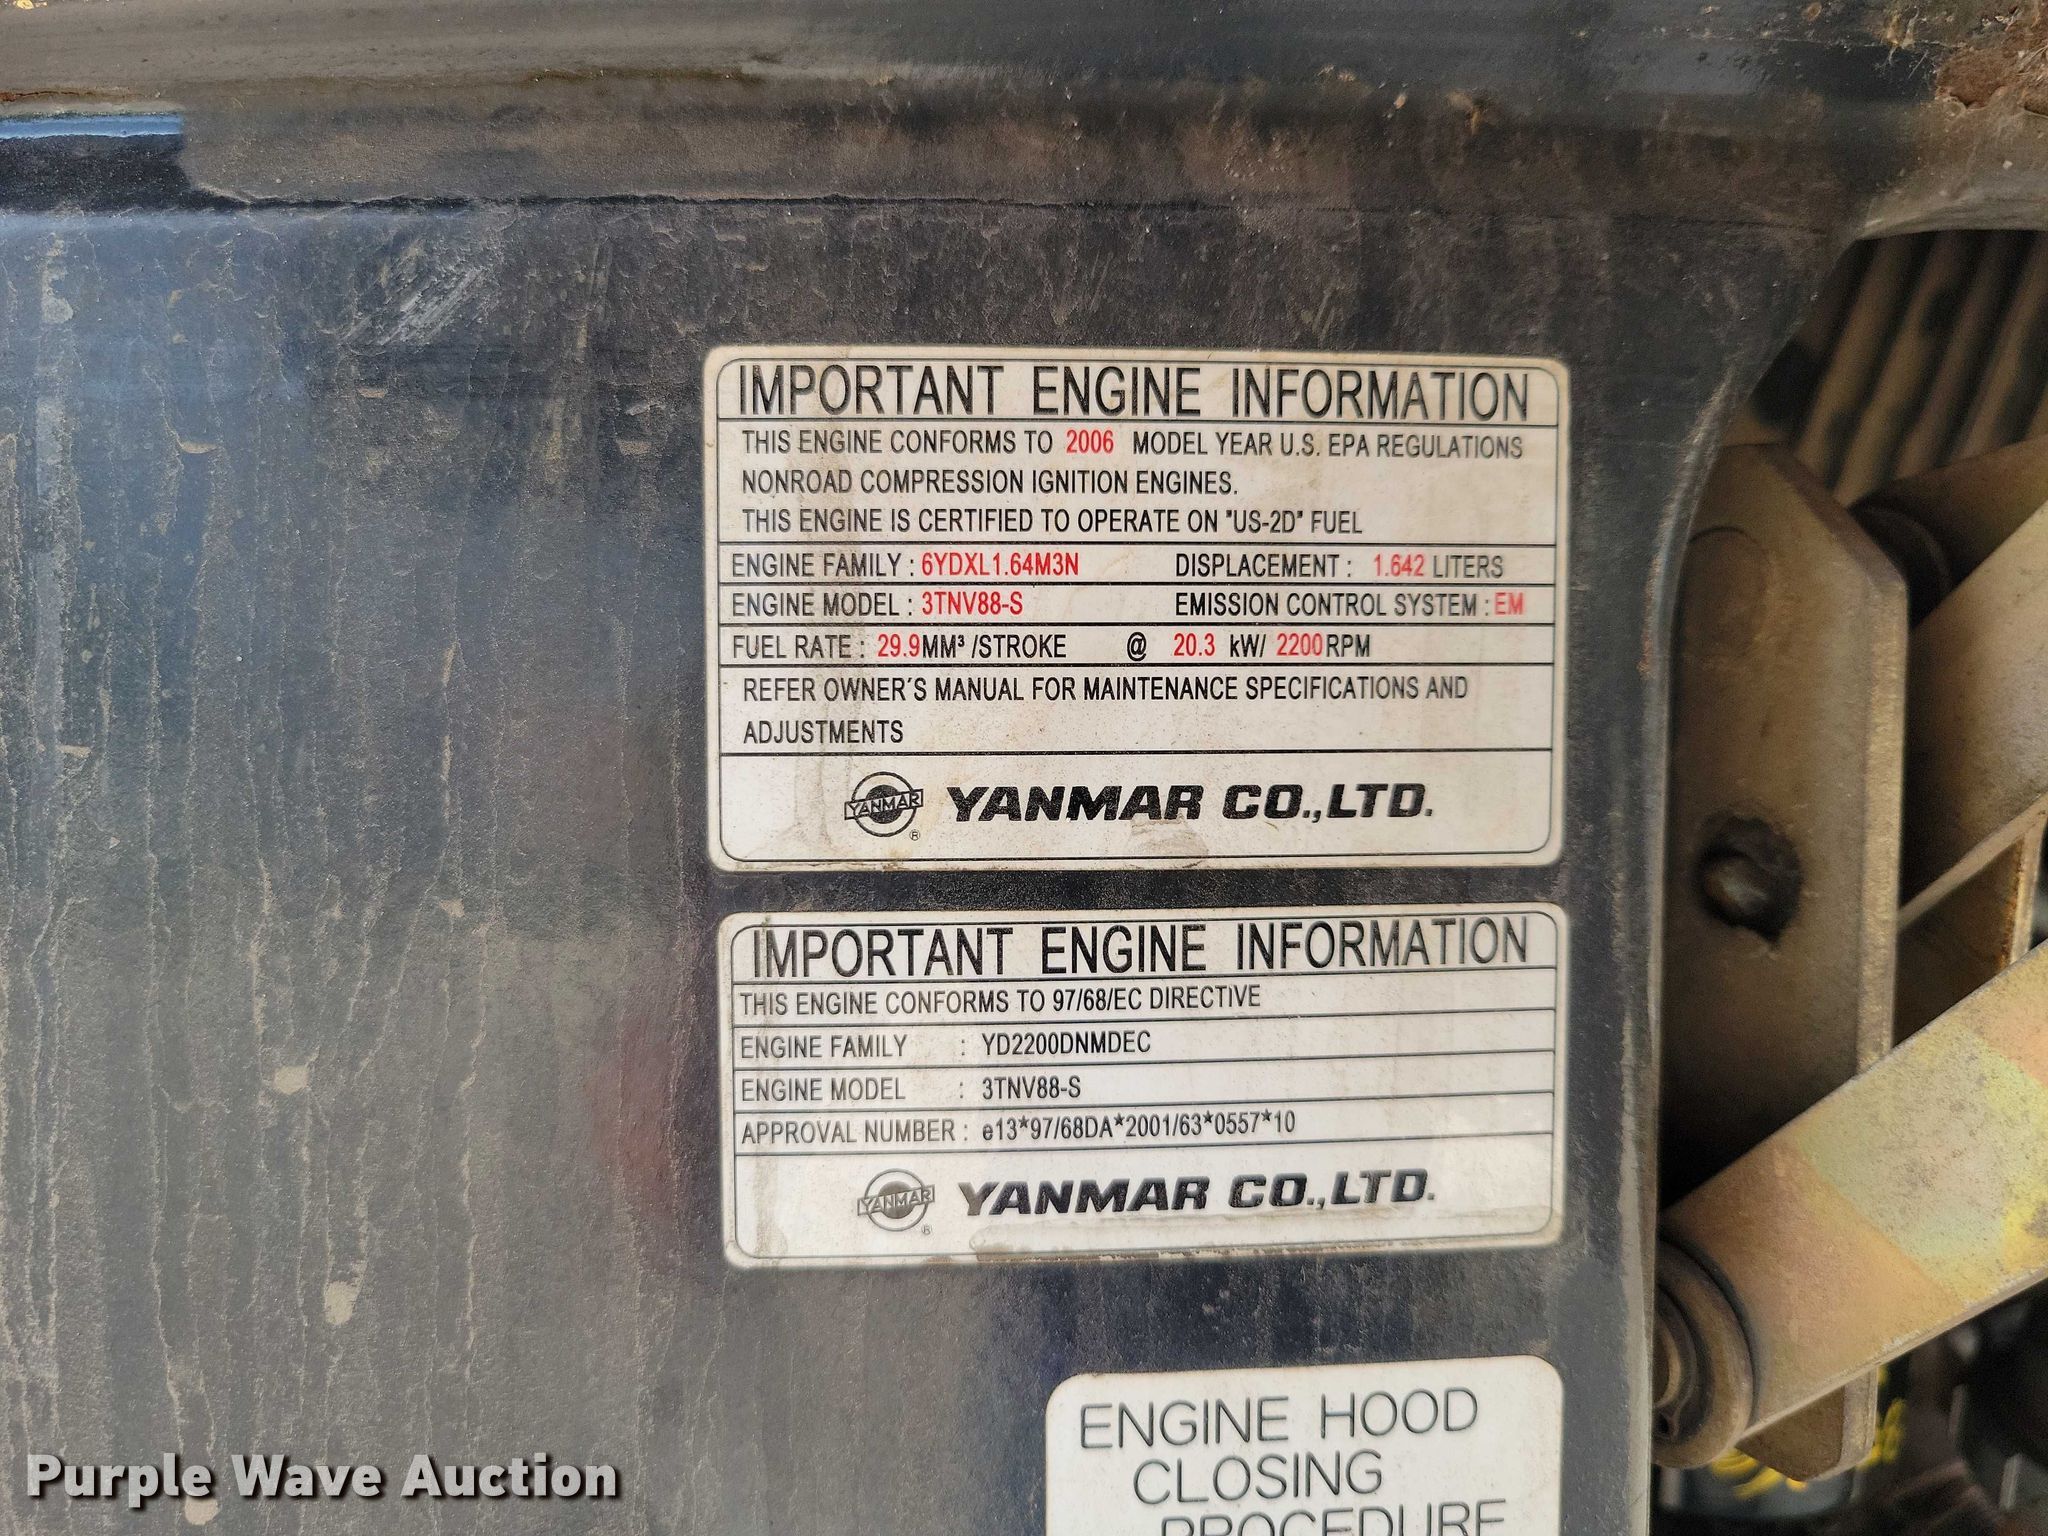 IMPORTANT ENGINE INFORMATION
THIS ENGINE CONFORMS TO 2006 MODEL YEAR U.S. EPA REGULATIONS
NONROAD COMPRESSION IGNITION ENGINES.
THIS ENGINE IS CERTIFIED TO OPERATE ON "US-2D" FUEL
ENGINE FAMILY : 6YDXL1.64M3N DISPLACEMENT : 1.642 LITERS
ENGINE MODEL : 3TNV88-S EMISSION CONTROL SYSTEM : EM
FUEL RATE : 29.9MM³ /STROKE @ 20.3 kW/ 2200RPM
REFER OWNER´S MANUAL FOR MAINTENANCE SPECIFICATIONS AND
ADJUSTMENTS
YANMAR ® YANMAR CO.,LTD.
IMPORTANT ENGINE INFORMATION
THIS ENGINE CONFORMS TO 97/68/EC DIRECTIVE
ENGINE FAMILY : YD2200DNMDEC
ENGINE MODEL : 3TNV88-S
APPROVAL NUMBER : e13*97/68DA*2001/63*0557*10
YANMAR ® YANMAR CO.,LTD.
ENGINE HOOD
CLOSING
PROCEDURE
Purple Wave Auction